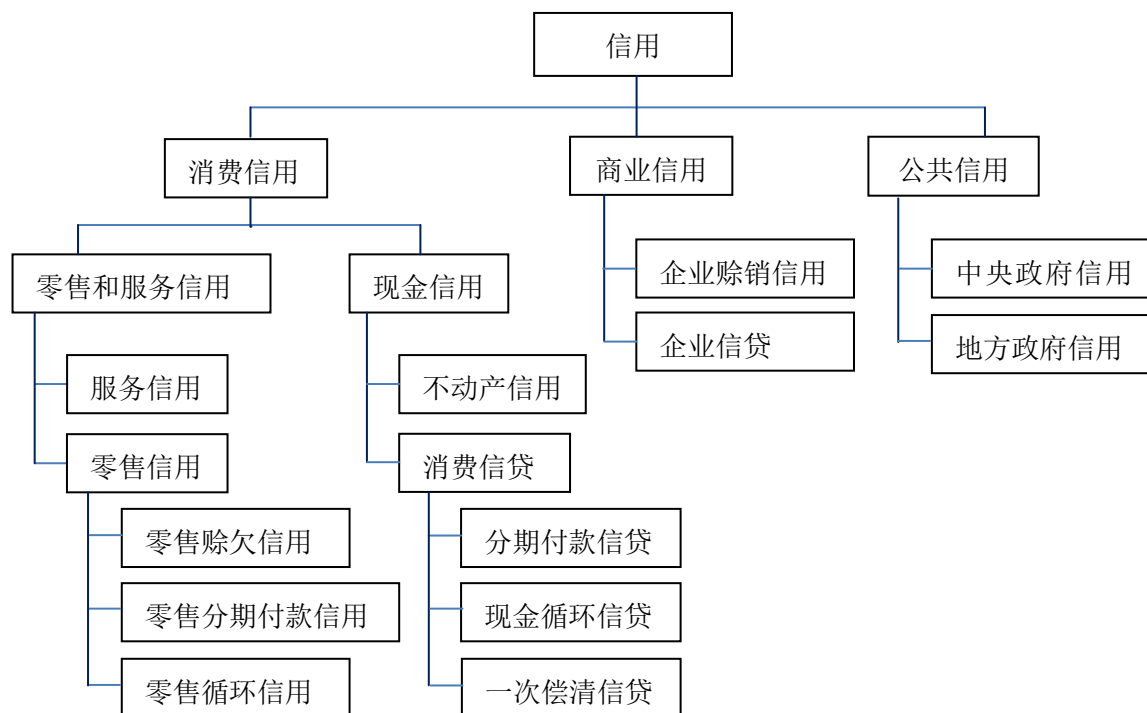 信用
消费信用
商业信用
公共信用
零售和服务信用
现金信用
企业赊销信用
中央政府信用
企业信贷
地方政府信用
服务信用
不动产信用
零售信用
消费信贷
零售赊欠信用
分期付款信贷
零售分期付款信用
现金循环信贷
零售循环信用
一次偿清信贷